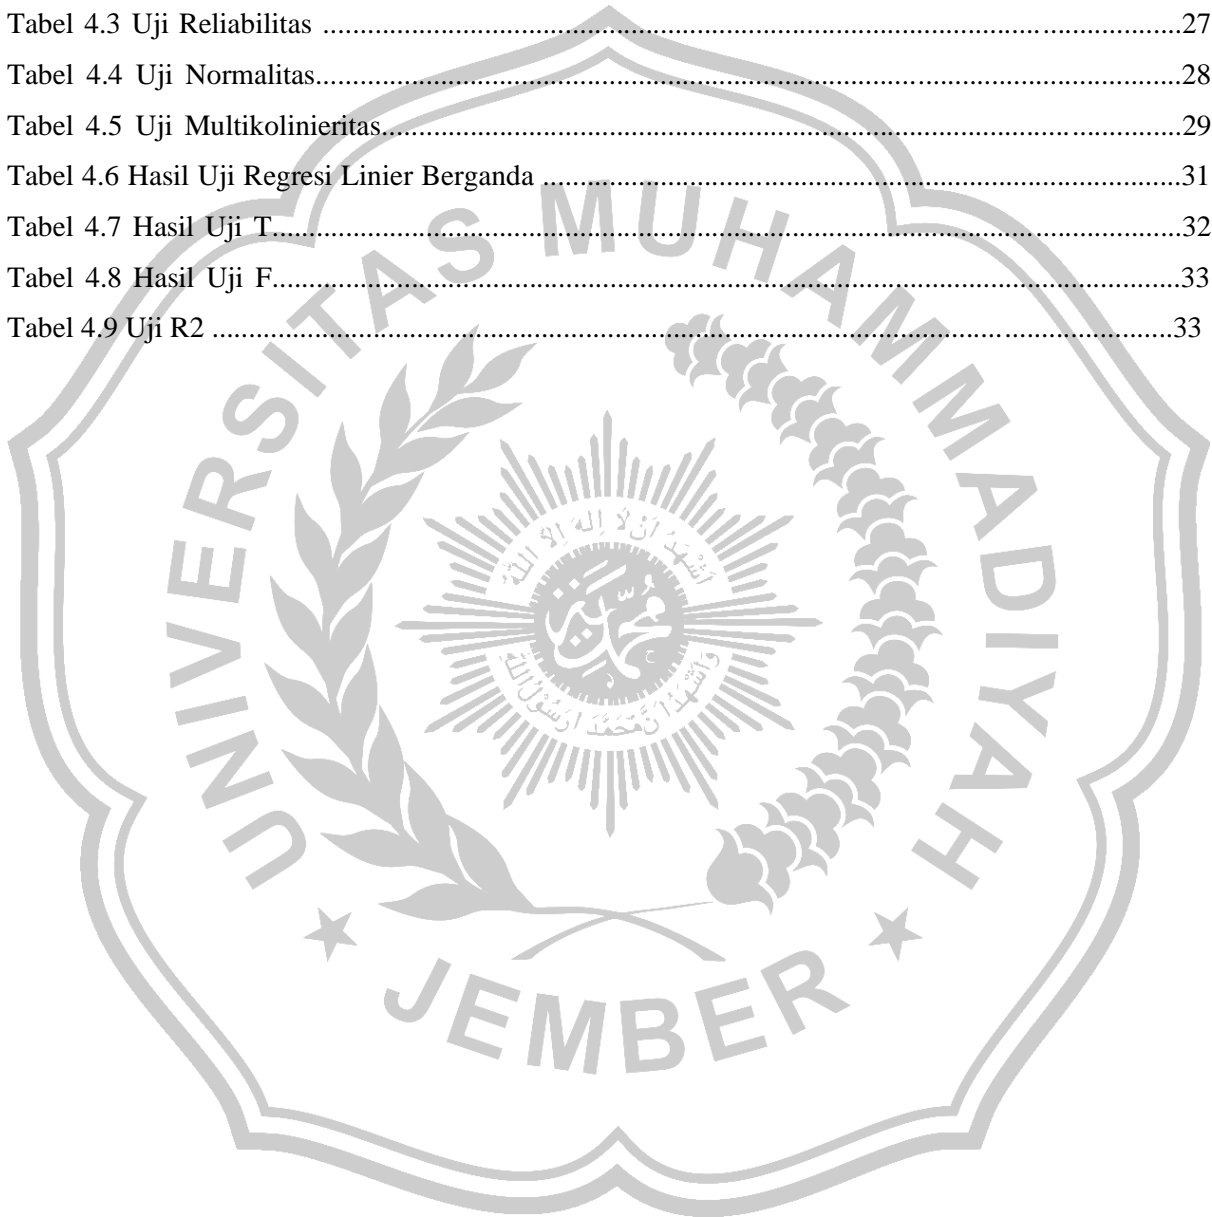 Tabel 4.3 Uji Reliabilitas ....................................................................................................................27
Tabel 4.4 Uji Normalitas.....................................................................................................................28
Tabel 4.5 Uji Multikolinieritas............................................................................................................29
Tabel 4.6 Hasil Uji Regresi Linier Berganda ......................................................................................31
Tabel 4.7 Hasil Uji T...........................................................................................................................32
Tabel 4.8 Hasil Uji F...........................................................................................................................33
Tabel 4.9 Uji R2 .................................................................................................................................33
UNIVERSITAS MUHAMMADIYAH
JEMBER